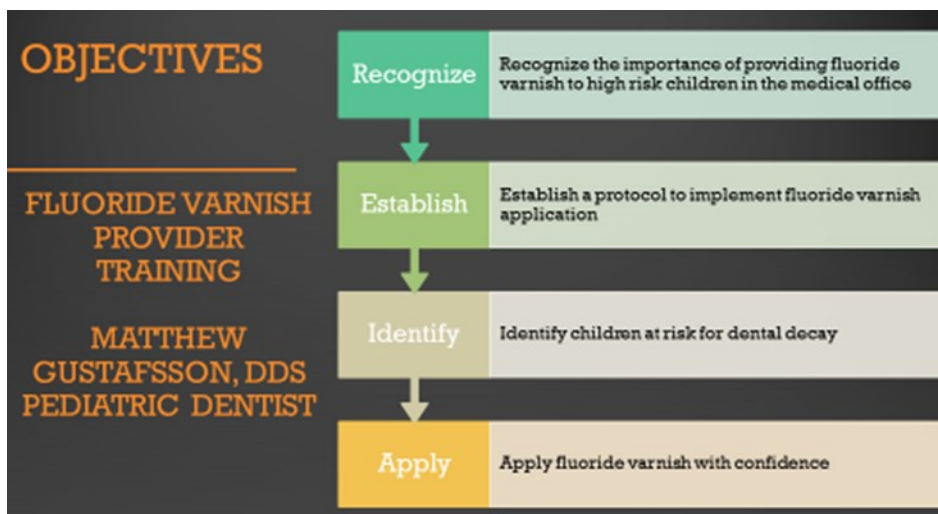 OBJECTIVES
FLUORIDE VARNISH
PROVIDER
TRAINING
MATTHEW
GUSTAFSSON, DDS
PEDIATRIC DENTIST
Recognize
Recognize the importance of providing fluoride
varnish to high risk children in the medical office
Establish
Establish a protocol to implement fluoride varnish
application
Identify
Identify children at risk for dental decay
Apply
Apply fluoride varnish with confidence